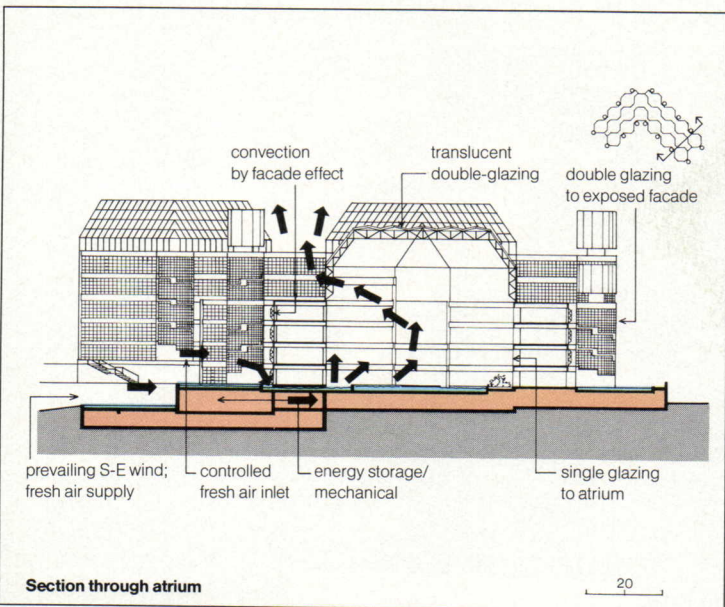 convection
by facade effect
translucent
double-glazing
double glazing
to exposed facade
prevailing S-E wind;
fresh air supply
controlled
fresh air inlet
energy storage/
mechanical
single glazing
to atrium
Section through atrium
20